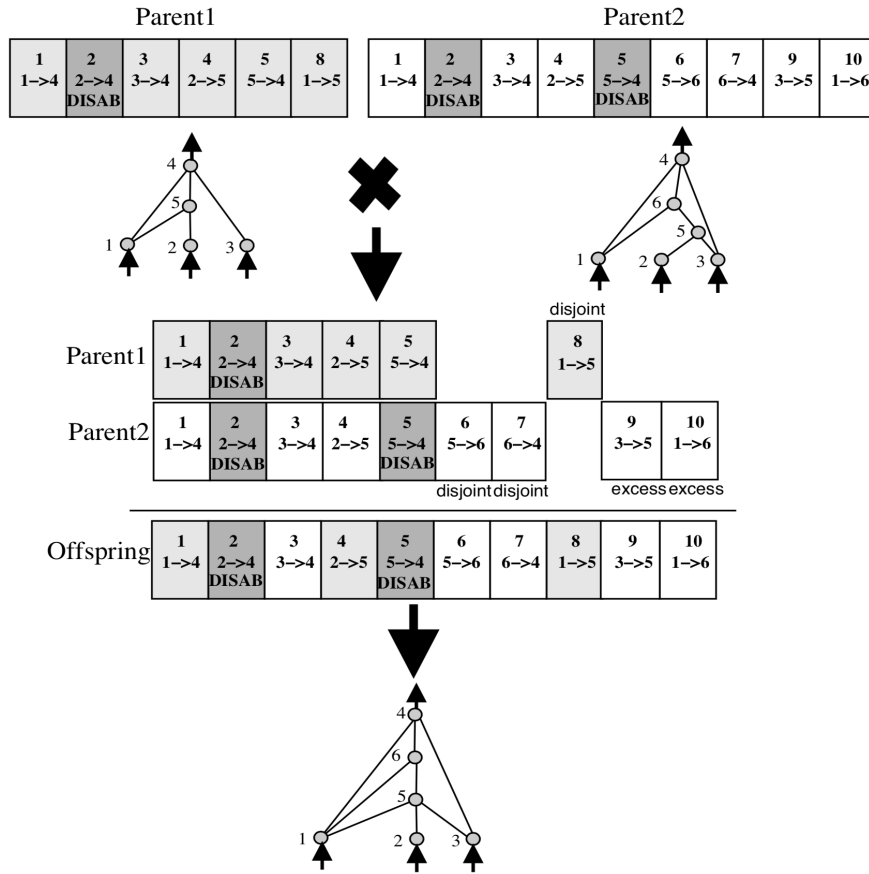 Parent1 Parent2
1 2 3 4 5 8 1 2 3 4 5 6 7 9 10
1–>4 2–>4 3–>4 2–>5 5–>4 1–>5 1–>4 2–>4 3–>4 2–>5 5–>4 5–>6 6–>4 3–>5 1–>6
DISAB DISAB DISAB
4 4
5 6
5
1 2 3 1 2 3
disjoint
Parent1 1 2 3 4 5 8
1–>4 2–>4 3–>4 2–>5 5–>4 1–>5
DISAB
Parent2 1 2 3 4 5 6 7 9 10
1–>4 2–>4 3–>4 2–>5 5–>4 5–>6 6–>4 3–>5 1–>6
DISAB DISAB
disjoint disjoint excess excess
Offspring 1 2 3 4 5 6 7 8 9 10
1–>4 2–>4 3–>4 2–>5 5–>4 5–>6 6–>4 1–>5 3–>5 1–>6
DISAB DISAB
4
6
5
1 2 3